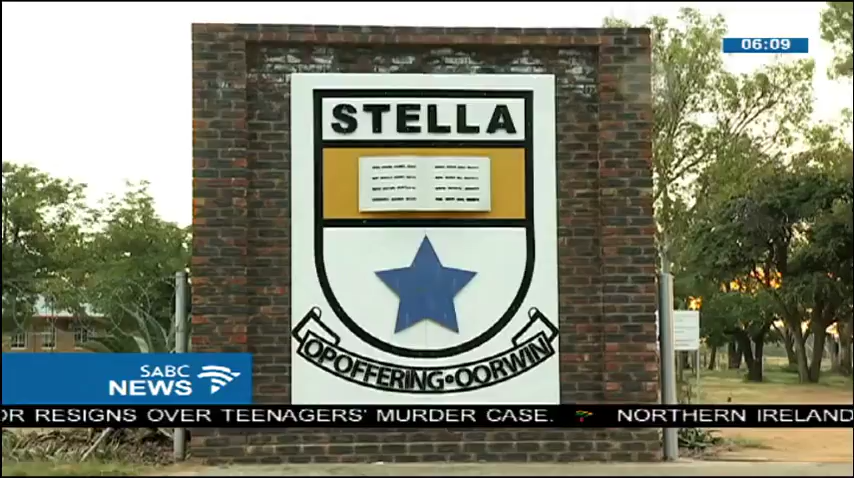 06:09
STELLA
OPOFFERING • OORWIN
SABC
NEWS
OR RESIGNS OVER TEENAGERS' MURDER CASE. NORTHERN IRELAND